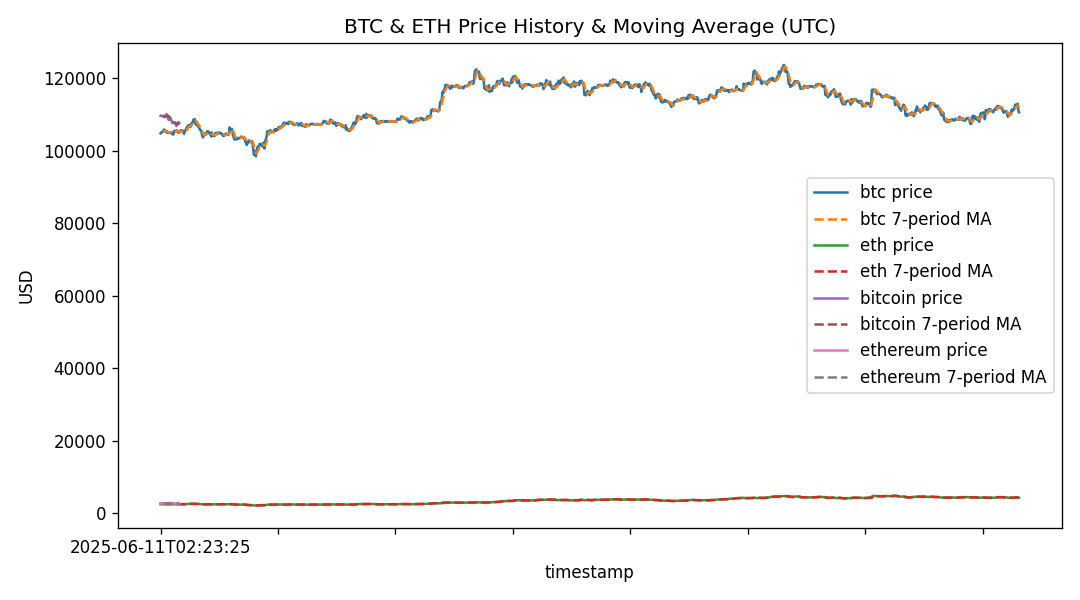 BTC & ETH Price History & Moving Average (UTC)
120000
100000
80000
60000
40000
20000
0
USD
btc price
btc 7-period MA
eth price
eth 7-period MA
bitcoin price
bitcoin 7-period MA
ethereum price
ethereum 7-period MA
2025-06-11T02:23:25
timestamp